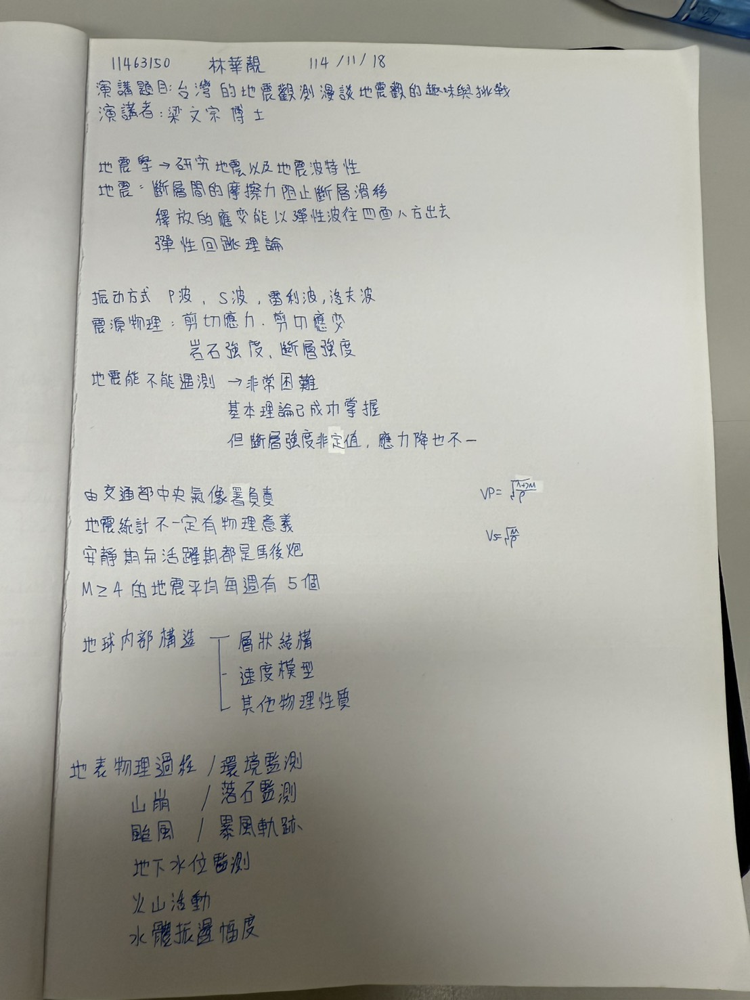 11463150 林華靚 114/11/18
演講題目:台灣的地震觀測漫談地震觀的趣味與挑戰
演講者:梁文宗博士
地震學→研究地震以及地震波特性
地震:斷層間的摩擦力阻止斷層滑移
釋放的應變能以彈性波往四面八方出去
彈性回跳理論
振动方式 P波、S波,雷利波,洛夫波
震源物理:剪切應力.剪切應變
岩石強度、斷層強度
地震能不能遇測 →非常困難
基本理論已成功掌握
但斷層強度非定值,應力降也不一
由交通部中央氣像署負責
VP=√(λ+2M/ρ)
地震統計不一定有物理意義
Vs=√(M/ρ)
安靜期與活躍期都是馬後炮
M≥4的地震平均每週有5個
地球內部構造 層狀結構
速度模型
其他物理性質
地表物理過程/環境監測
山崩/落石監測
颱風/暴風軌跡
地下水位監測
火山活動
水體振盪幅度